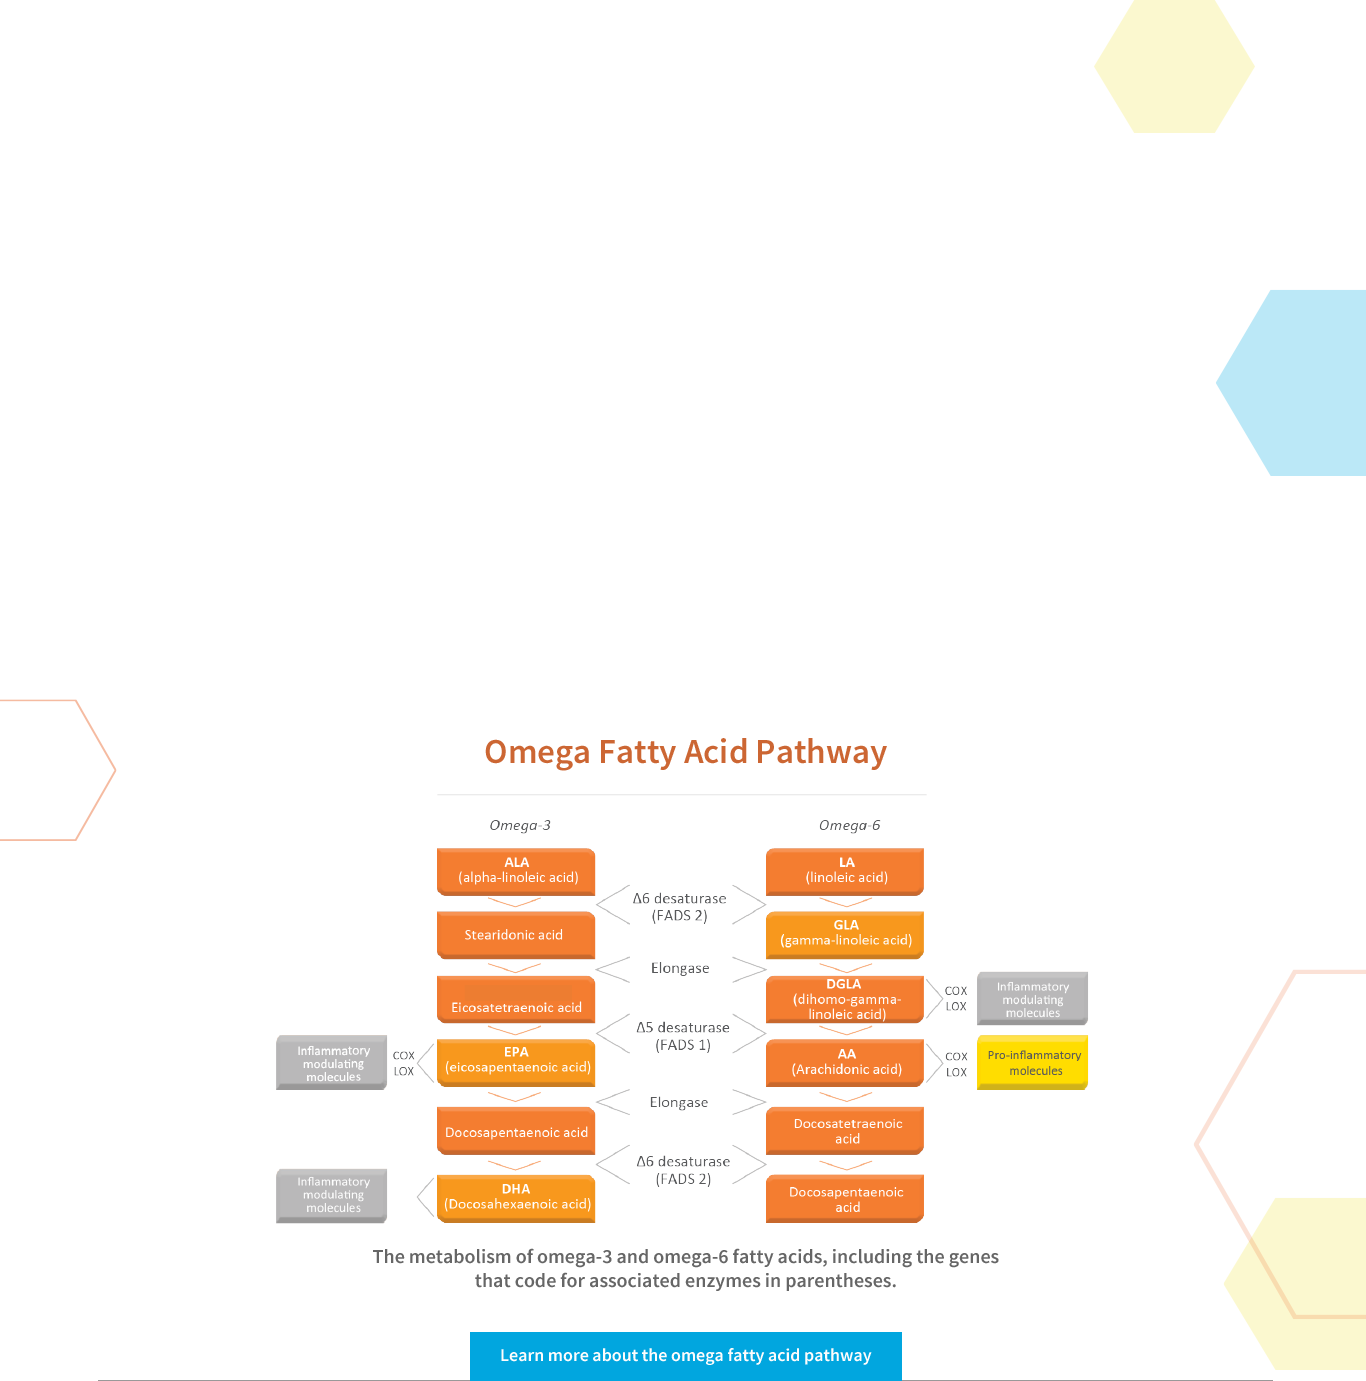 Omega Fatty Acid Pathway
Omega-3
Omega-6
ALA
(alpha-linoleic acid)
LA
(linoleic acid)
Δ6 desaturase
(FADS 2)
Stearidonic acid
GLA
(gamma-linoleic acid)
Elongase
Eicosatetraenoic acid
DGLA
(dihomo-gamma-
linoleic acid)
COX
LOX
Inflammatory
modulating
molecules
Δ5 desaturase
(FADS 1)
Inflammatory
modulating
molecules
COX
LOX
EPA
(eicosapentaenoic acid)
AA
(Arachidonic acid)
COX
LOX
Pro-inflammatory
molecules
Elongase
Docosapentaenoic acid
Docosatetraenoic
acid
Δ6 desaturase
(FADS 2)
Inflammatory
modulating
molecules
DHA
(Docosahexaenoic acid)
Docosapentaenoic
acid
The metabolism of omega-3 and omega-6 fatty acids, including the genes
that code for associated enzymes in parentheses.
Learn more about the omega fatty acid pathway